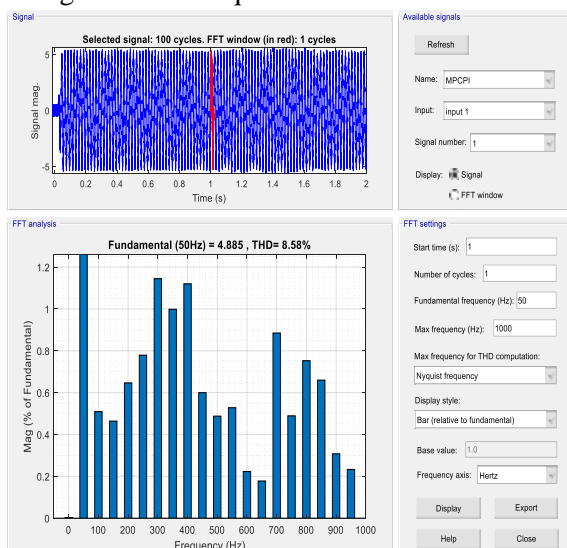 Signal
Selected signal: 100 cycles. FFT window (in red): 1 cycles
5
0
-5
Signal mag.
0 0.2 0.4 0.6 0.8 1 1.2 1.4 1.6 1.8 2
Time (s)
Available signals
Refresh
Name: MPCPI
Input: input 1
Signal number: 1
Display: Signal
FFT window
FFT analysis
Fundamental (50Hz) = 4.885 , THD= 8.58%
1.2
1
0.8
0.6
0.4
0.2
0
Mag (% of Fundamental)
0 100 200 300 400 500 600 700 800 900 1000
Frequency (Hz)
FFT settings
Start time (s): 1
Number of cycles: 1
Fundamental frequency (Hz): 50
Max frequency (Hz): 1000
Max frequency for THD computation:
Nyquist frequency
Display style:
Bar (relative to fundamental)
Base value: 1.0
Frequency axis: Hertz
Display Export
Help Close